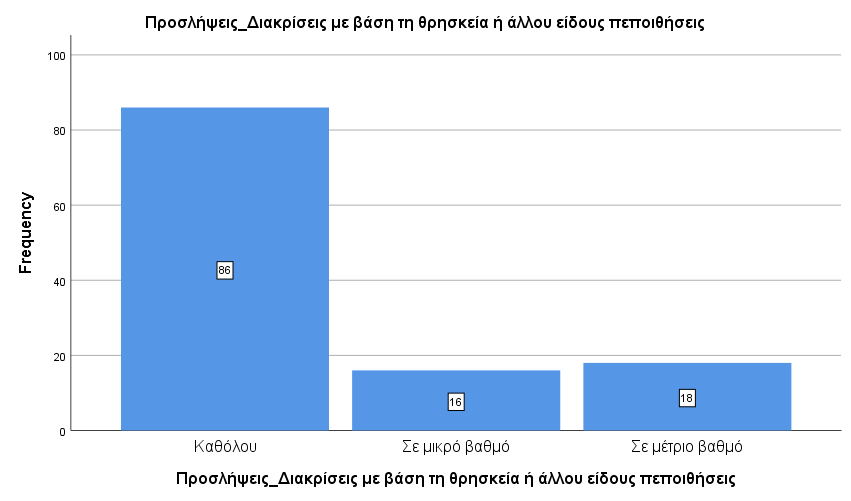 Προσλήψεις_Διακρίσεις με βάση τη θρησκεία ή άλλου είδους πεποιθήσεις
100
80
60
40
20
0
Frequency
86
16
18
Καθόλου
Σε μικρό βαθμό
Σε μέτριο βαθμό
Προσλήψεις_Διακρίσεις με βάση τη θρησκεία ή άλλου είδους πεποιθήσεις